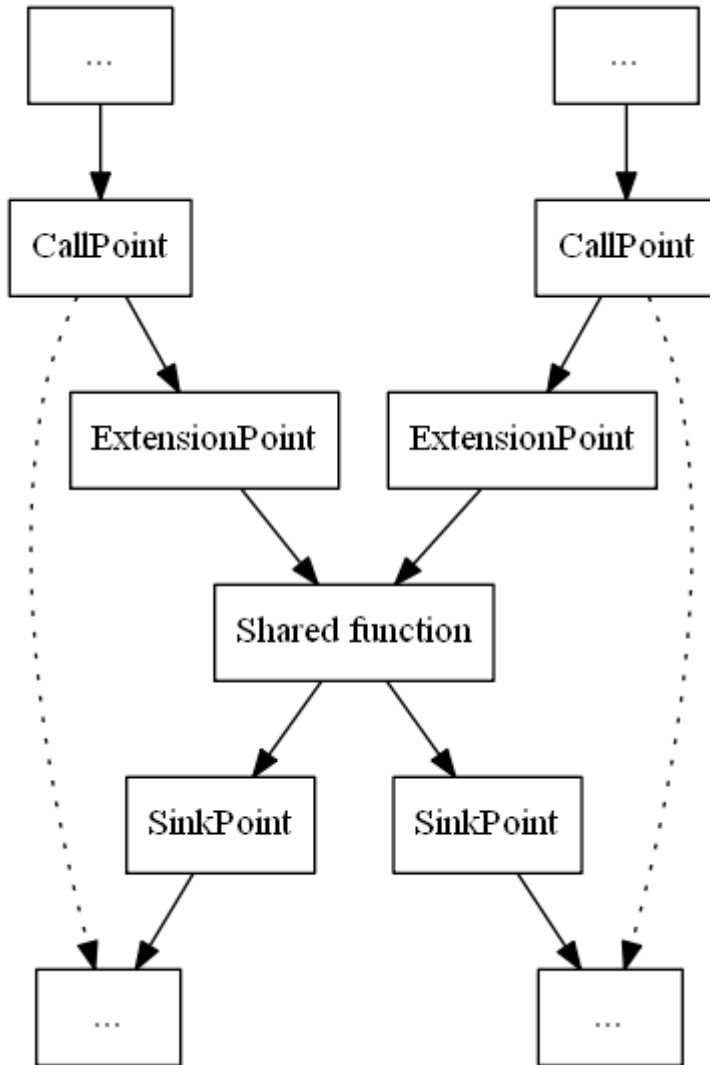 ...
...
CallPoint
CallPoint
ExtensionPoint
ExtensionPoint
Shared function
SinkPoint
SinkPoint
...
...